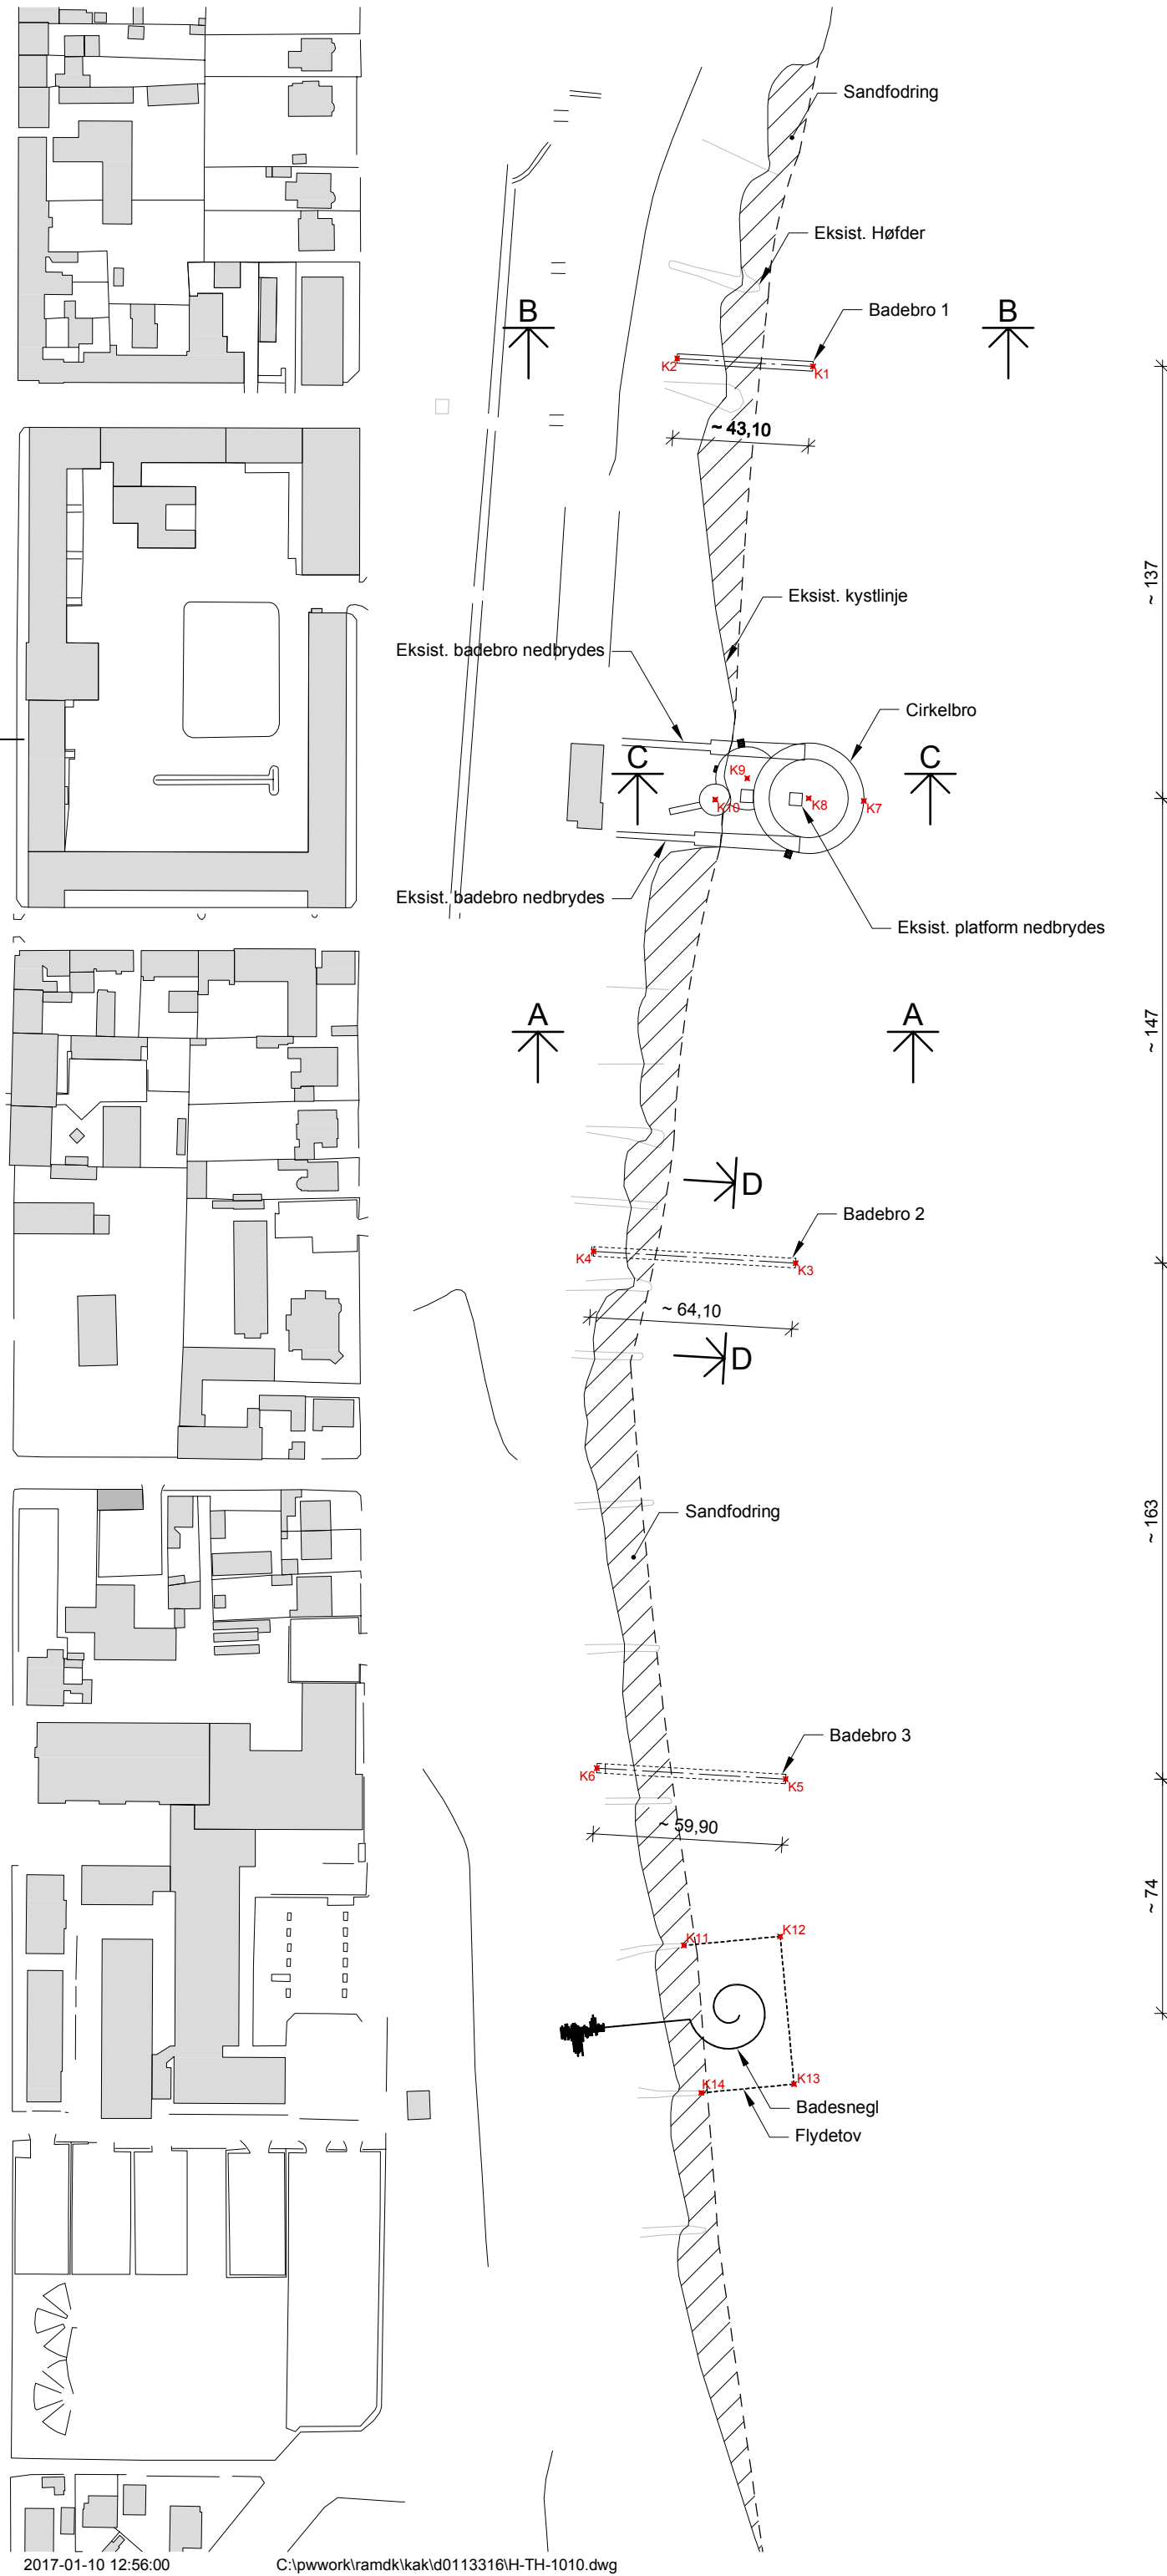 Sandfodring
Eksist. Høfder
B
B
Badebro 1
K2
K1
~ 43,10
~ 137
Eksist. kystlinje
Eksist. badebro nedbrydes
Cirkelbro
C
C
K9
K10
K8
K7
Eksist. badebro nedbrydes
Eksist. platform nedbrydes
A
A
~ 147
D
Badebro 2
K4
K3
~ 64,10
D
~ 163
Sandfodring
Badebro 3
K6
K5
~ 59,90
~ 74
K11
K12
K14
K13
Badesnegl
Flydetov
2017-01-10 12:56:00 C:\pwwork\ramdk\kak\d0113316\H-TH-1010.dwg